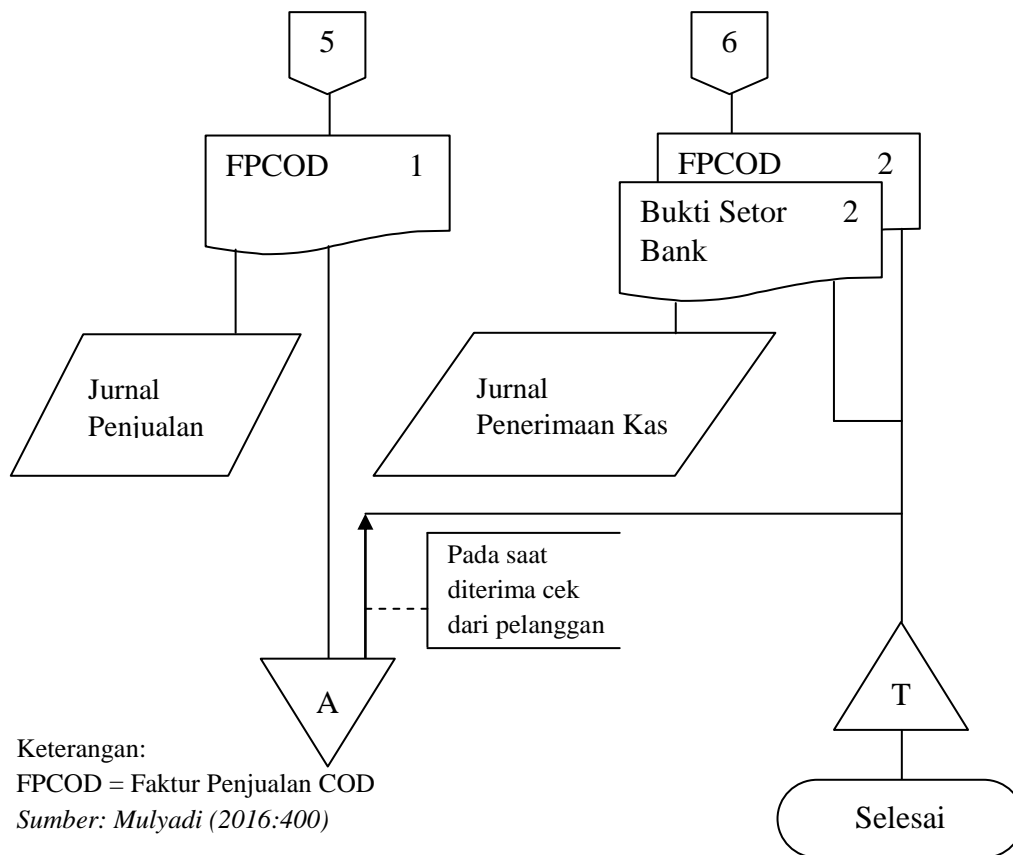 5
6
FPCOD 1
FPCOD 2
Bukti Setor 2
Bank
Jurnal
Penjualan
Jurnal
Penerimaan Kas
Pada saat
diterima cek
dari pelanggan
A
T
Keterangan:
FPCOD = Faktur Penjualan COD
Sumber: Mulyadi (2016:400)
Selesai